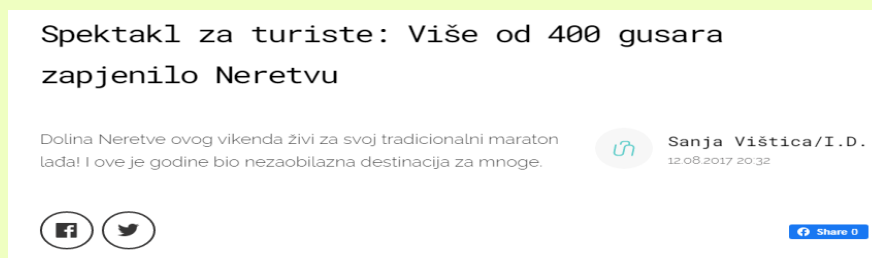 Spektakl za turiste: Više od 400 gusara
zapjenilo Neretvu
Dolina Neretve ovog vikenda živi za svoj tradicionalni maraton
lađa! I ove je godine bio nezaobilazna destinacija za mnoge.
Sanja Vištica/I.D.
12.08.2017 20:32
Share 0